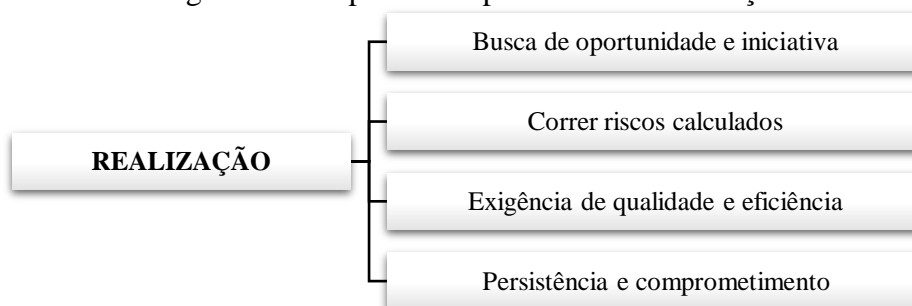 REALIZAÇÃO
Busca de oportunidade e iniciativa
Correr riscos calculados
Exigência de qualidade e eficiência
Persistência e comprometimento